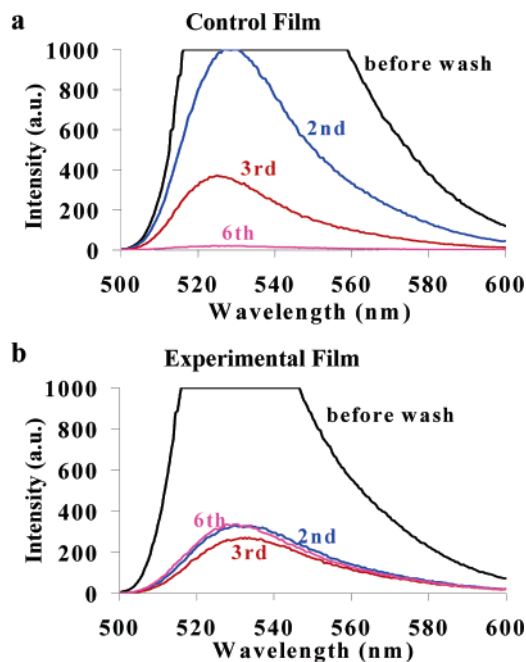 a
Control Film
1000
800
600
400
200
0
Intensity (a.u.)
before wash
2nd
3rd
6th
500 520 540 560 580 600
Wavelength (nm)
b
Experimental Film
1000
800
600
400
200
0
Intensity (a.u.)
before wash
6th
2nd
3rd
500 520 540 560 580 600
Wavelength (nm)